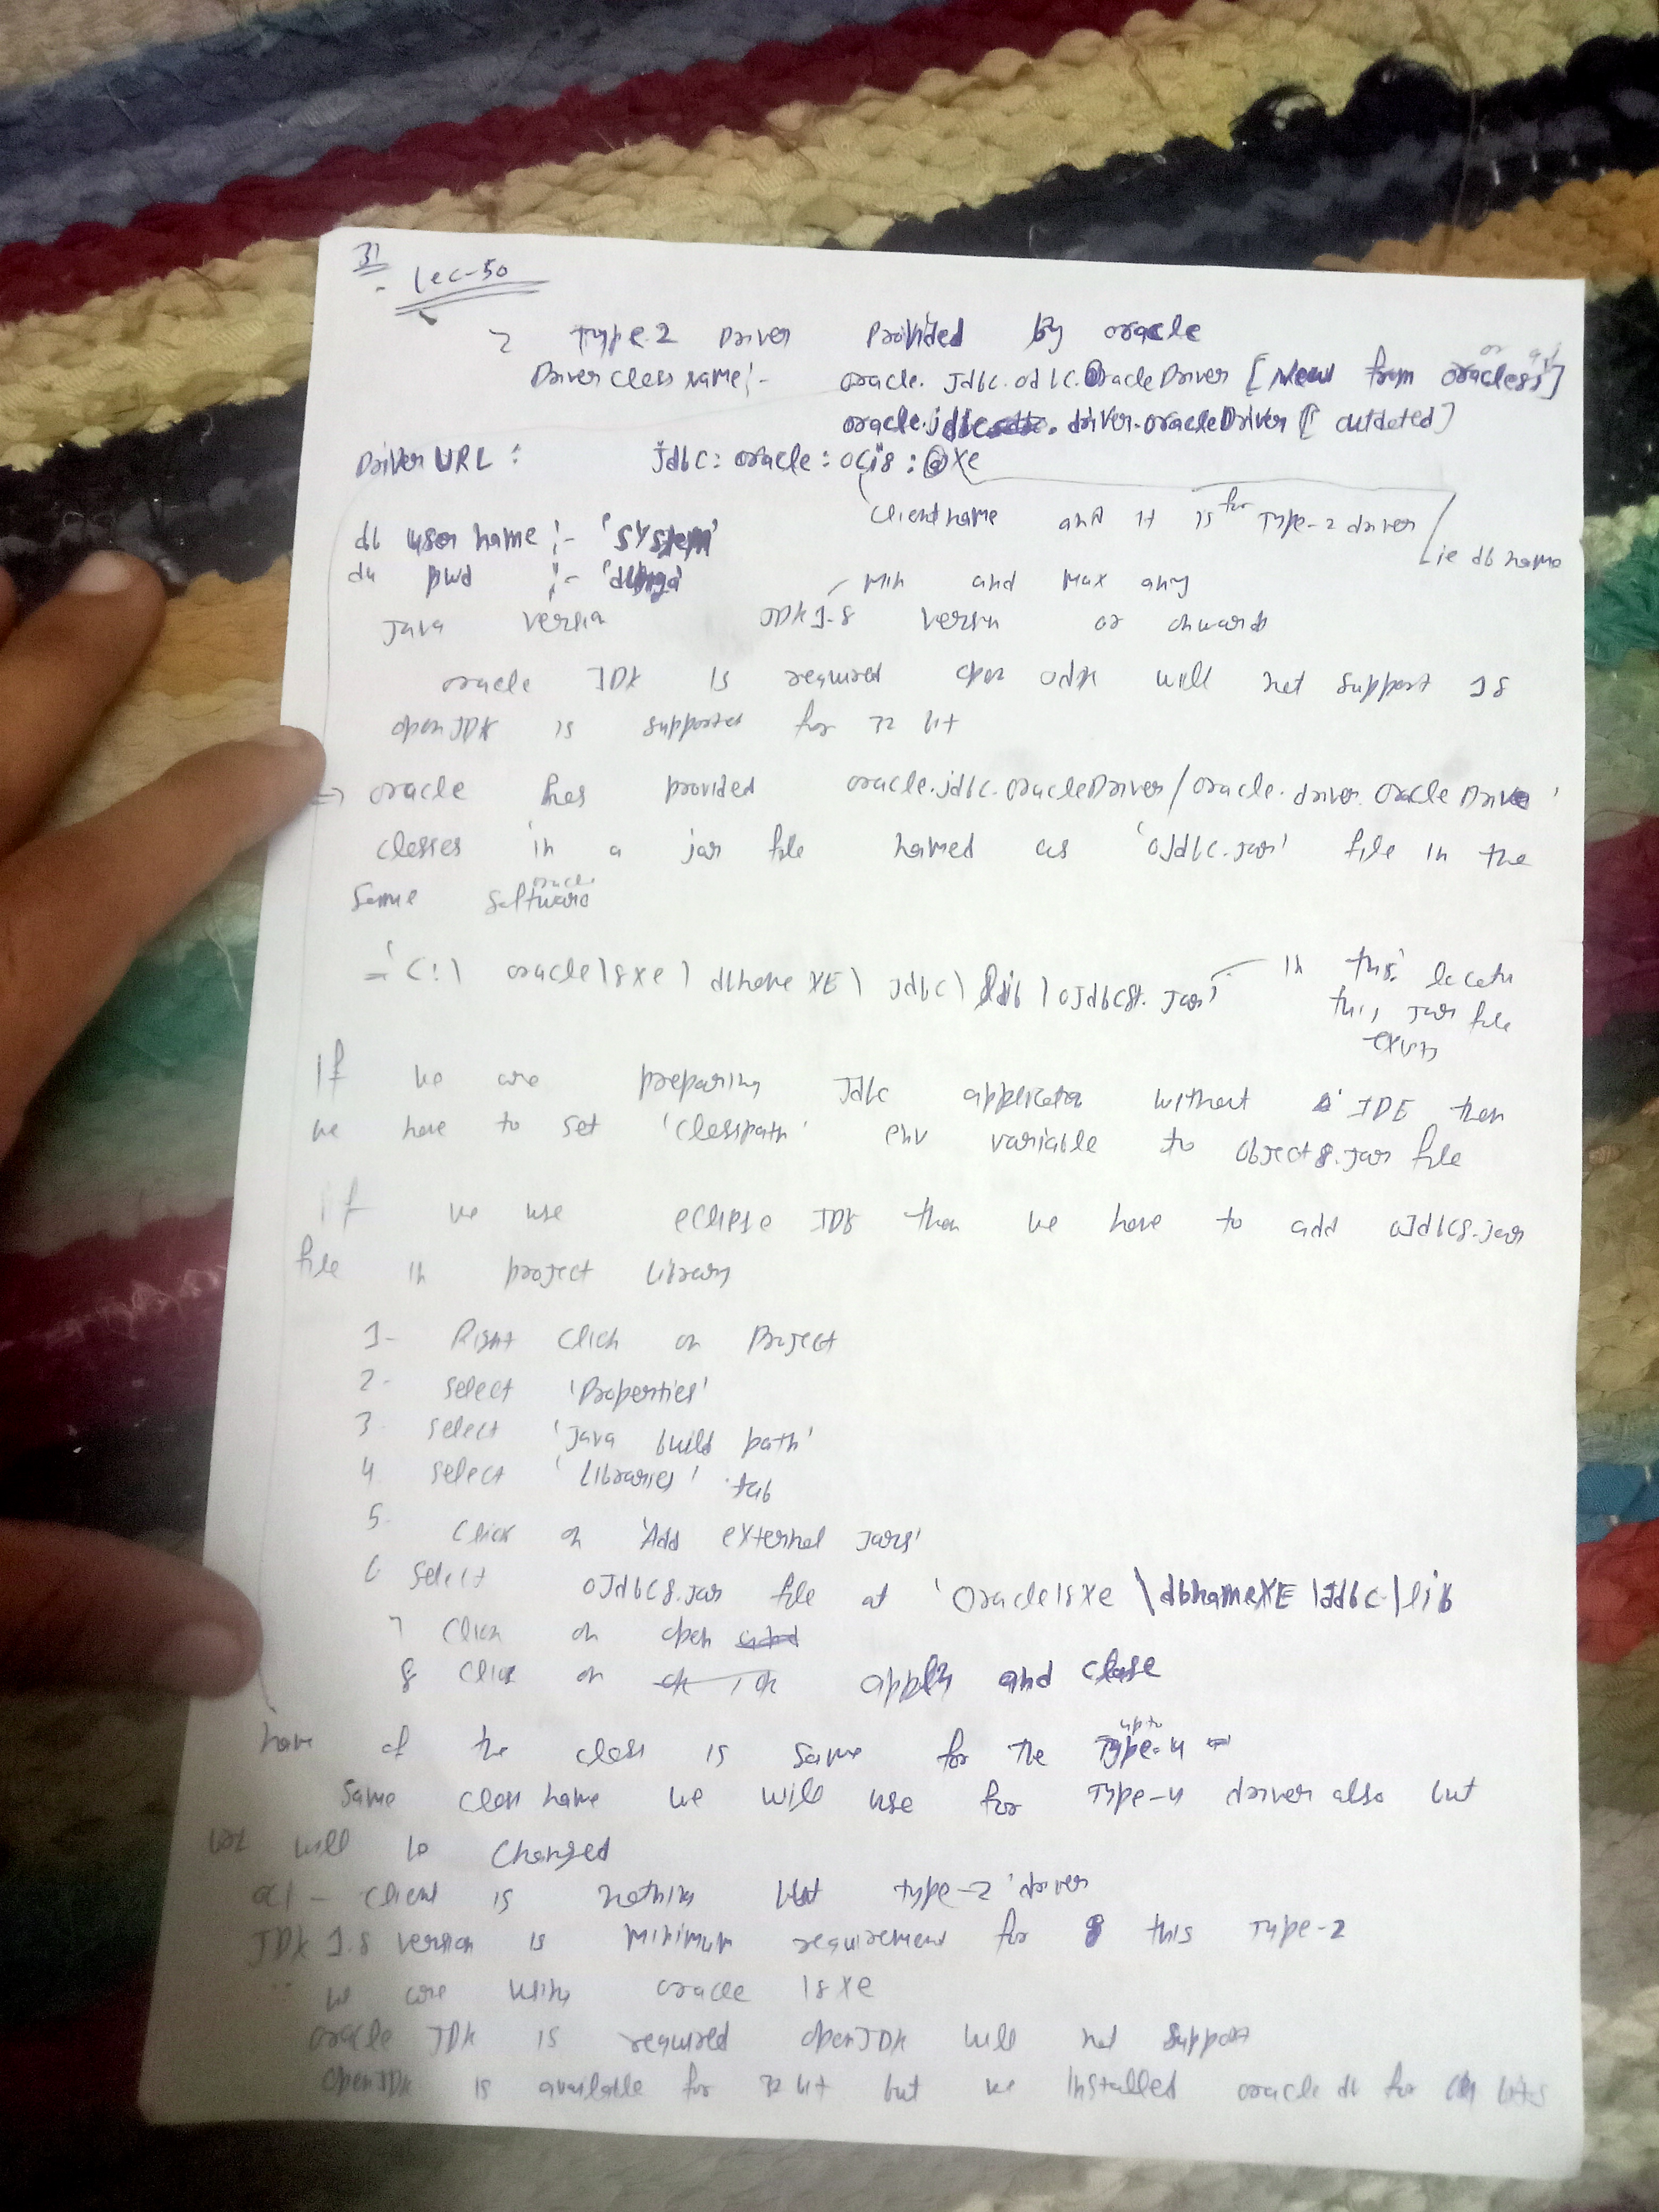 31
Lec-50
Type-2 Driver Provided by oracle
Driver class name:- oracle.jdbc.odbc.OracleDriver [New from oracle 8i]
oracle.jdbc.driver.oracleDriver [outdated]
Driver URL : jdbc:oracle:oci8:@xe
client name and it is for Type-2 driver
ie db name
db user name :- 'system'
db pwd :- 'durga'
Min and Max any
Java version JDK 1.8 version or onwards
oracle JDK is required open will not support 18
openJDK is supported for 32 bit
=> oracle has provided oracle.jdbc.oracleDriver/oracle.driver.OracleDriver
classes in a jar file named as 'ojdbc.jar' file in the
same oracle software
= 'C:\ oracle18xe \ dbhome XE \ jdbc \ lib \ ojdbc8.jar'
in this location
this jar file
exists
If we are preparing Jdbc application without IDE then
we have to set 'classpath' env variable to object8.jar file
if we use eclipse IDE then we have to add oJdbc8.jar
file in project library
1- Right click on Project
2- select 'Properties'
3- select 'java build path'
4 select 'Libraries' tab
5- click on 'Add external Jars'
6 select oJdbc8.jar file at 'Oracle18xe \dbhomeXE \Jdbc \lib
7 click on open
8 click on apply and close
name of the class is same for the up to Type-4
same class name we will use for Type-4 driver also but
url will be changed
oci - client is nothing but type-2 driver
JDK 1.8 version is minimum requirement for this Type-2
we are using oracle 18xe
oracle JDK is required openJDK will not support
OpenJDK is available for 32 bit but we installed oracle db for 64 bits